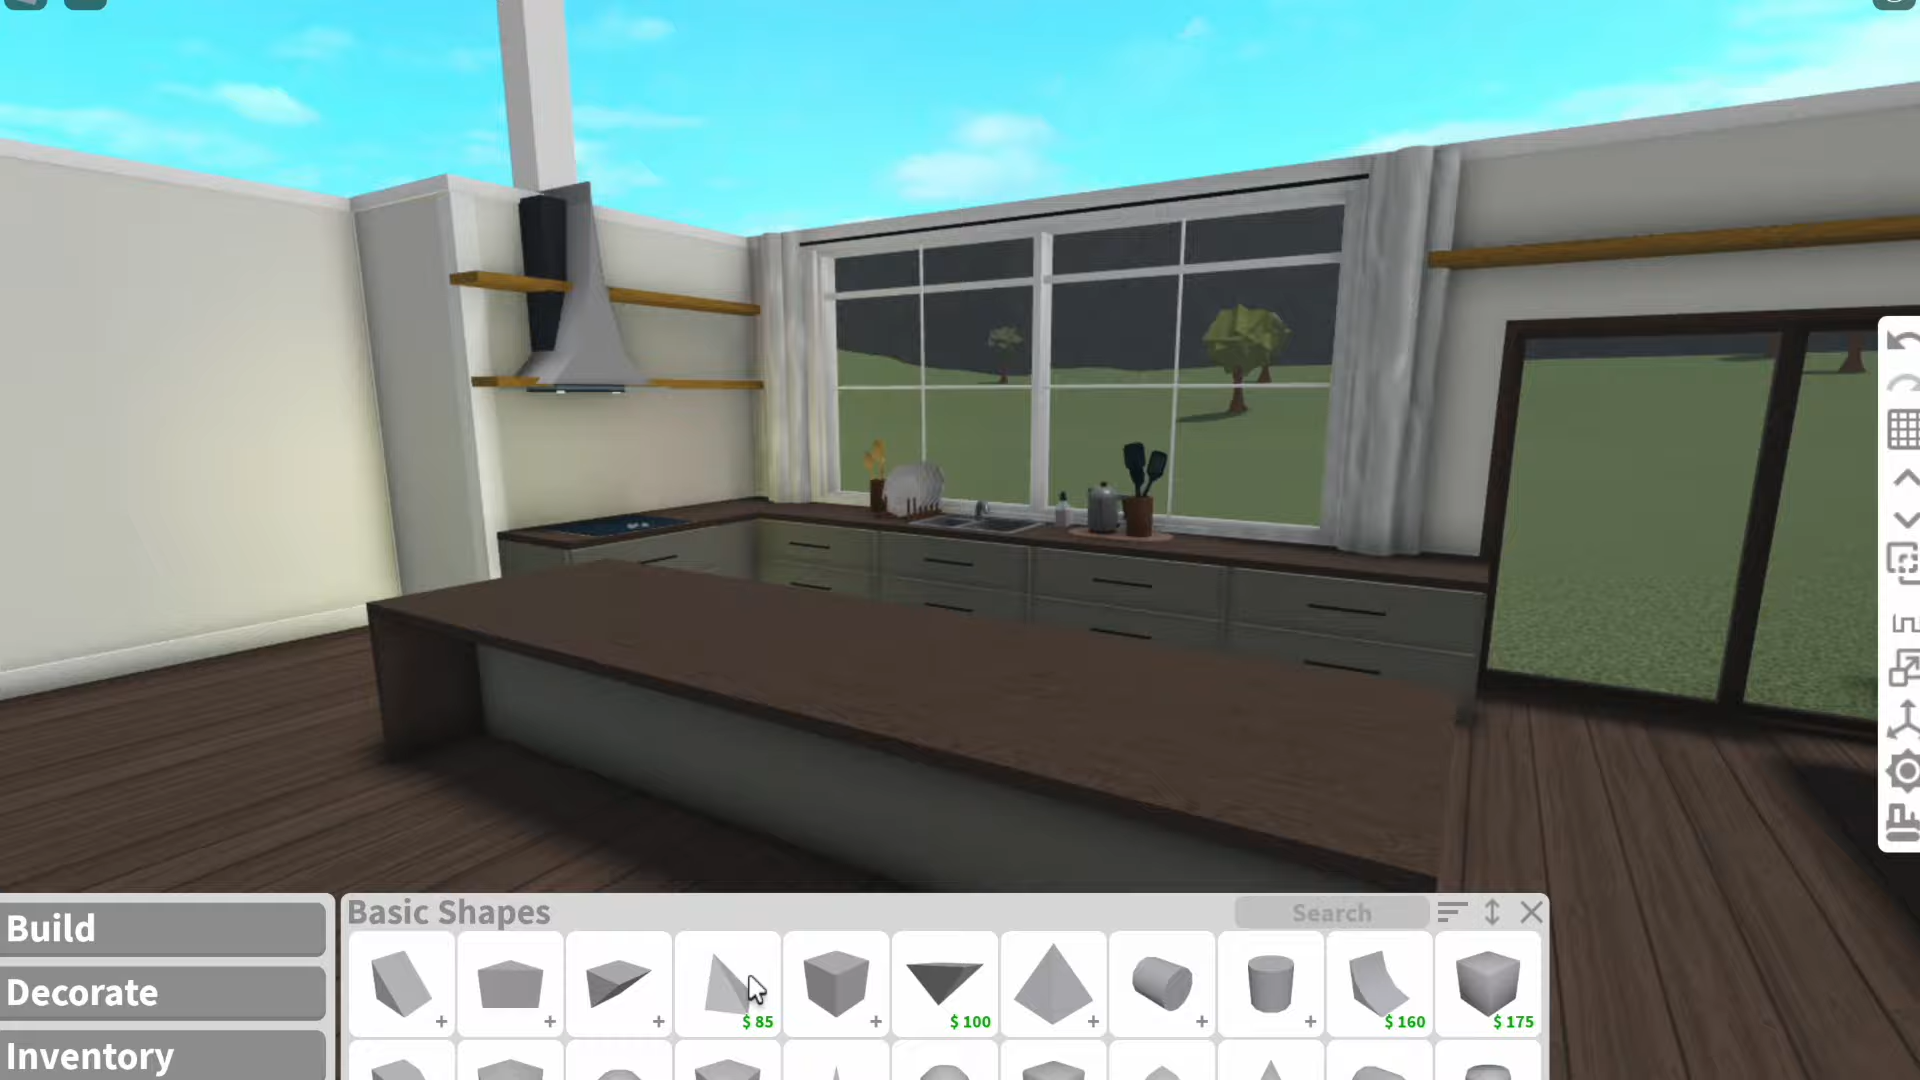 Build
Decorate
Inventory
Basic Shapes
Search
$ 85
$ 100
$ 160
$ 175